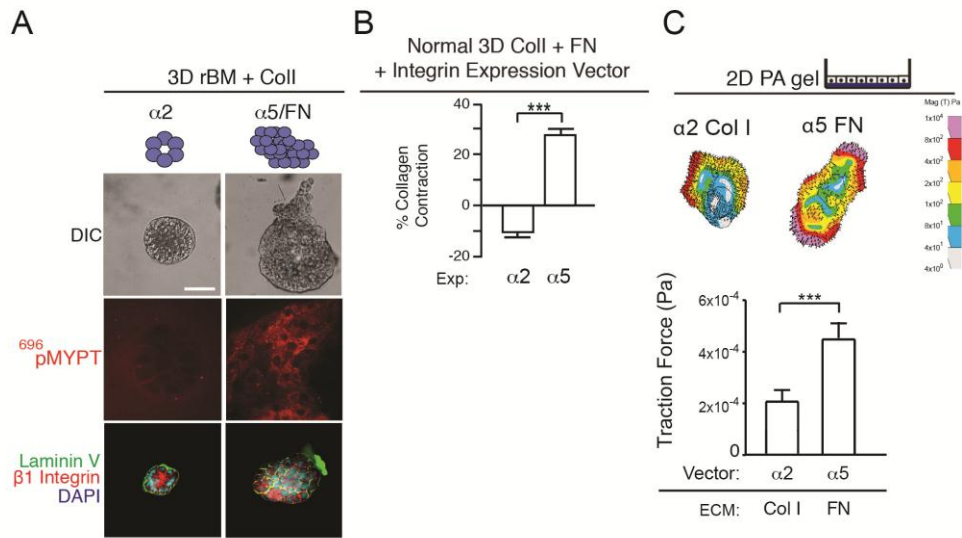 A
3D rBM + Coll
α2
α5/FN
DIC
696 pMYPT
Laminin V
β1 Integrin
DAPI
B
Normal 3D Coll + FN
+ Integrin Expression Vector
***
% Collagen
Contraction
40
20
0
-10
-20
Exp: α2 α5
C
2D PA gel
α2 Col I
α5 FN
Mag (T) Pa
1x10⁴
8x10²
4x10²
2x10²
1x10²
8x10¹
4x10¹
4x10⁰
***
Traction Force (Pa)
6x10⁻⁴
4x10⁻⁴
2x10⁻⁴
0
Vector: α2 α5
ECM: Col I FN